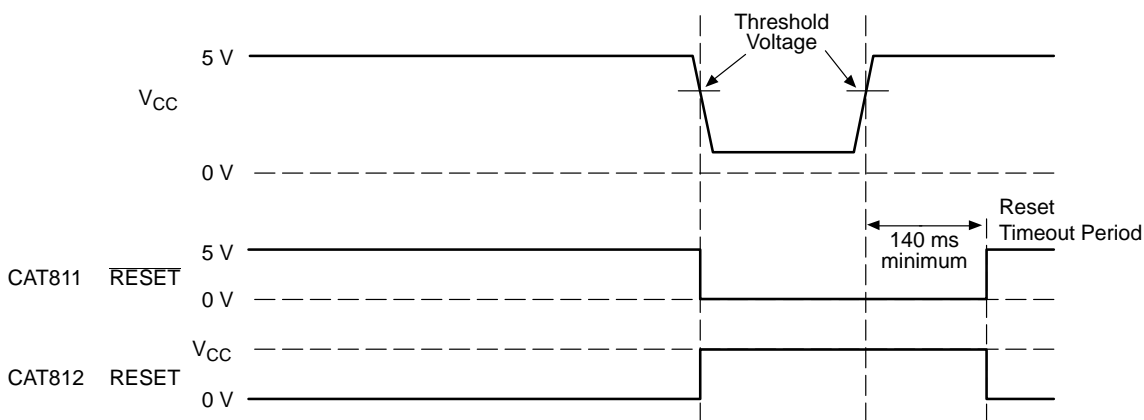 Threshold
Voltage
5 V
VCC
0 V
Reset
Timeout Period
140 ms
minimum
5 V
CAT811 RESET
0 V
VCC
CAT812 RESET
0 V